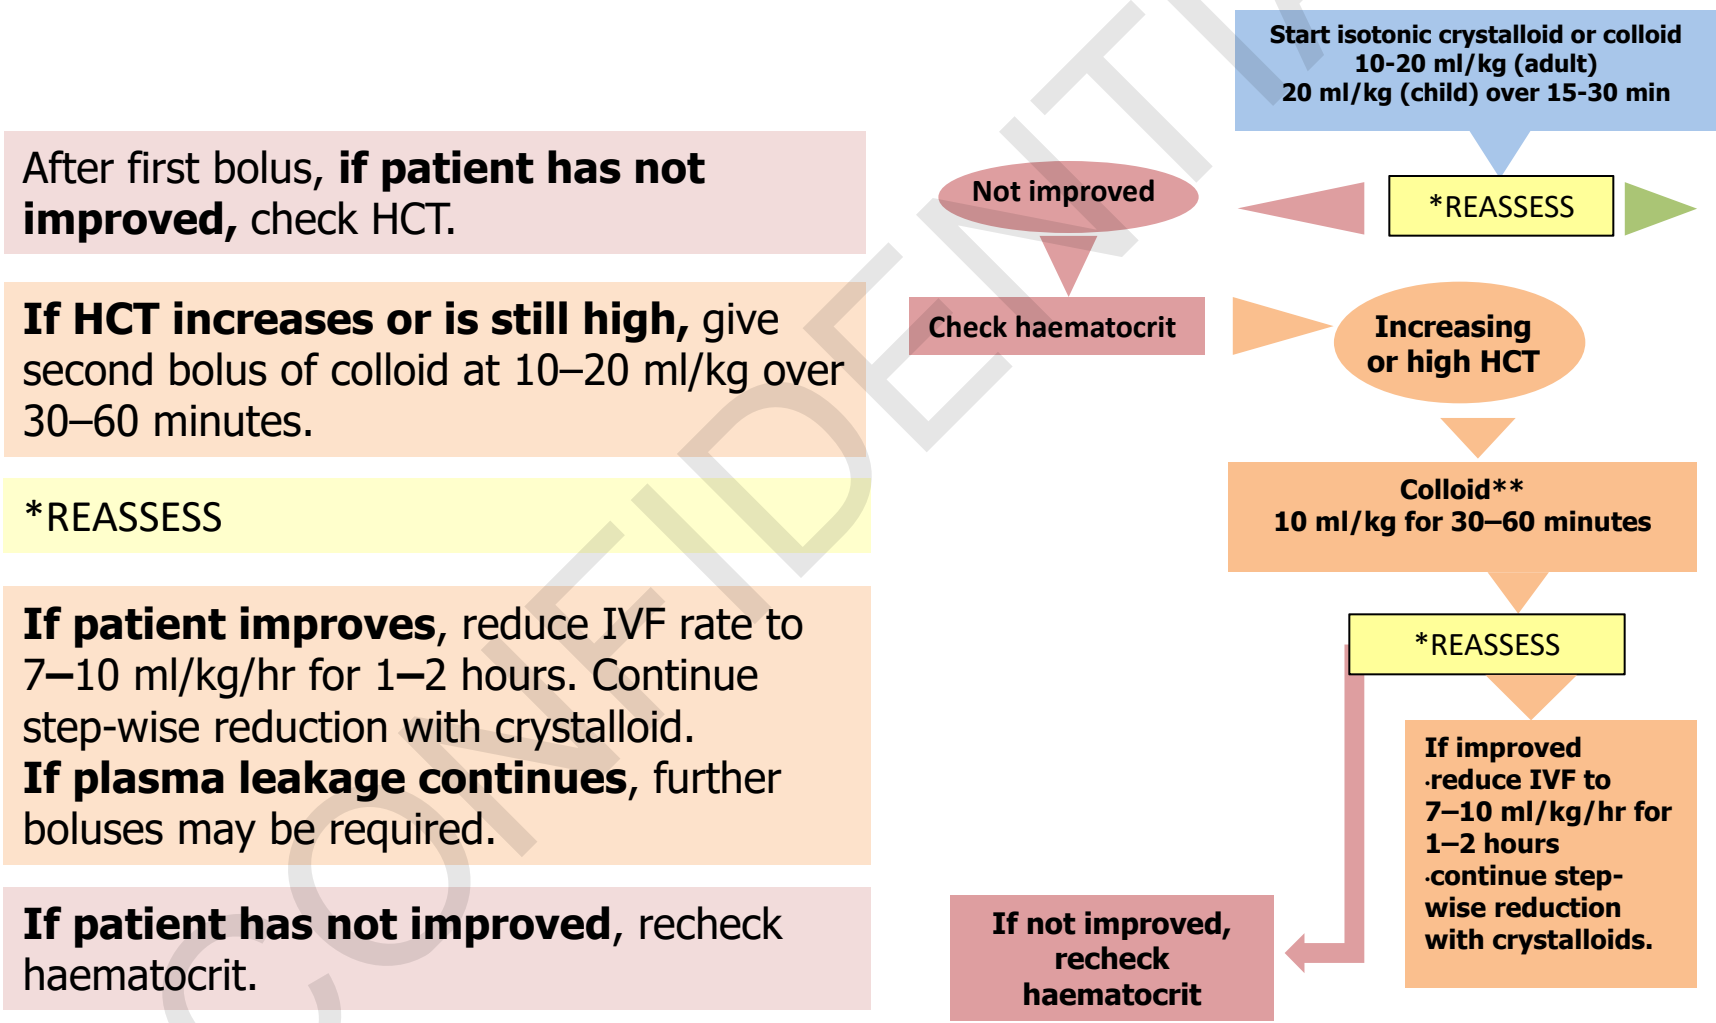 After first bolus, if patient has not
improved, check HCT.
If HCT increases or is still high, give
second bolus of colloid at 10–20 ml/kg over
30–60 minutes.
*REASSESS
If patient improves, reduce IVF rate to
7–10 ml/kg/hr for 1–2 hours. Continue
step-wise reduction with crystalloid.
If plasma leakage continues, further
boluses may be required.
If patient has not improved, recheck
haematocrit.
Start isotonic crystalloid or colloid
10-20 ml/kg (adult)
20 ml/kg (child) over 15-30 min
*REASSESS
Not improved
Check haematocrit
Increasing
or high HCT
Colloid**
10 ml/kg for 30–60 minutes
*REASSESS
If improved
·reduce IVF to
7–10 ml/kg/hr for
1–2 hours
·continue step-
wise reduction
with crystalloids.
If not improved,
recheck
haematocrit
CONFIDENTIA